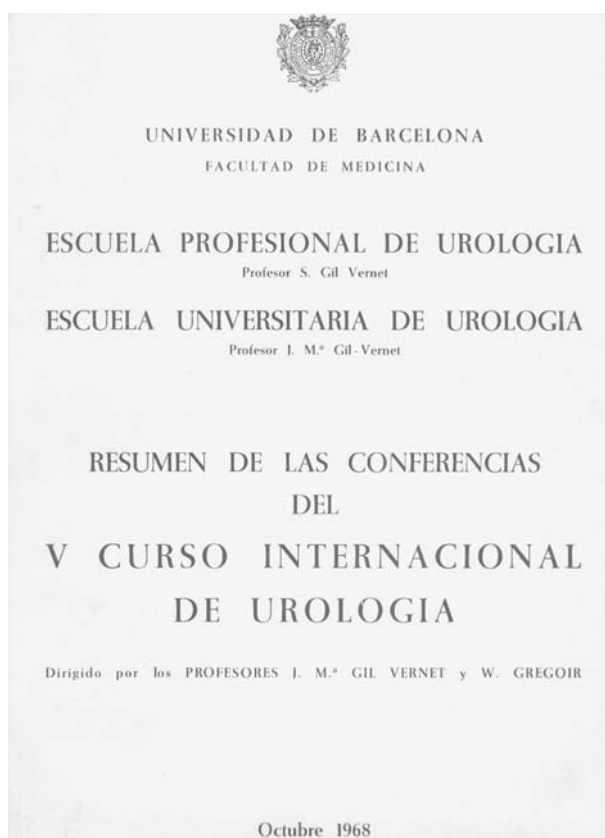 UNIVERSIDAD DE BARCELONA
FACULTAD DE MEDICINA
ESCUELA PROFESIONAL DE UROLOGIA
Profesor S. Gil Vernet
ESCUELA UNIVERSITARIA DE UROLOGIA
Profesor J. M.ª Gil-Vernet
RESUMEN DE LAS CONFERENCIAS
DEL
V CURSO INTERNACIONAL
DE UROLOGIA
Dirigido por los PROFESORES J. M.ª GIL VERNET y W. GREGOIR
Octubre 1968